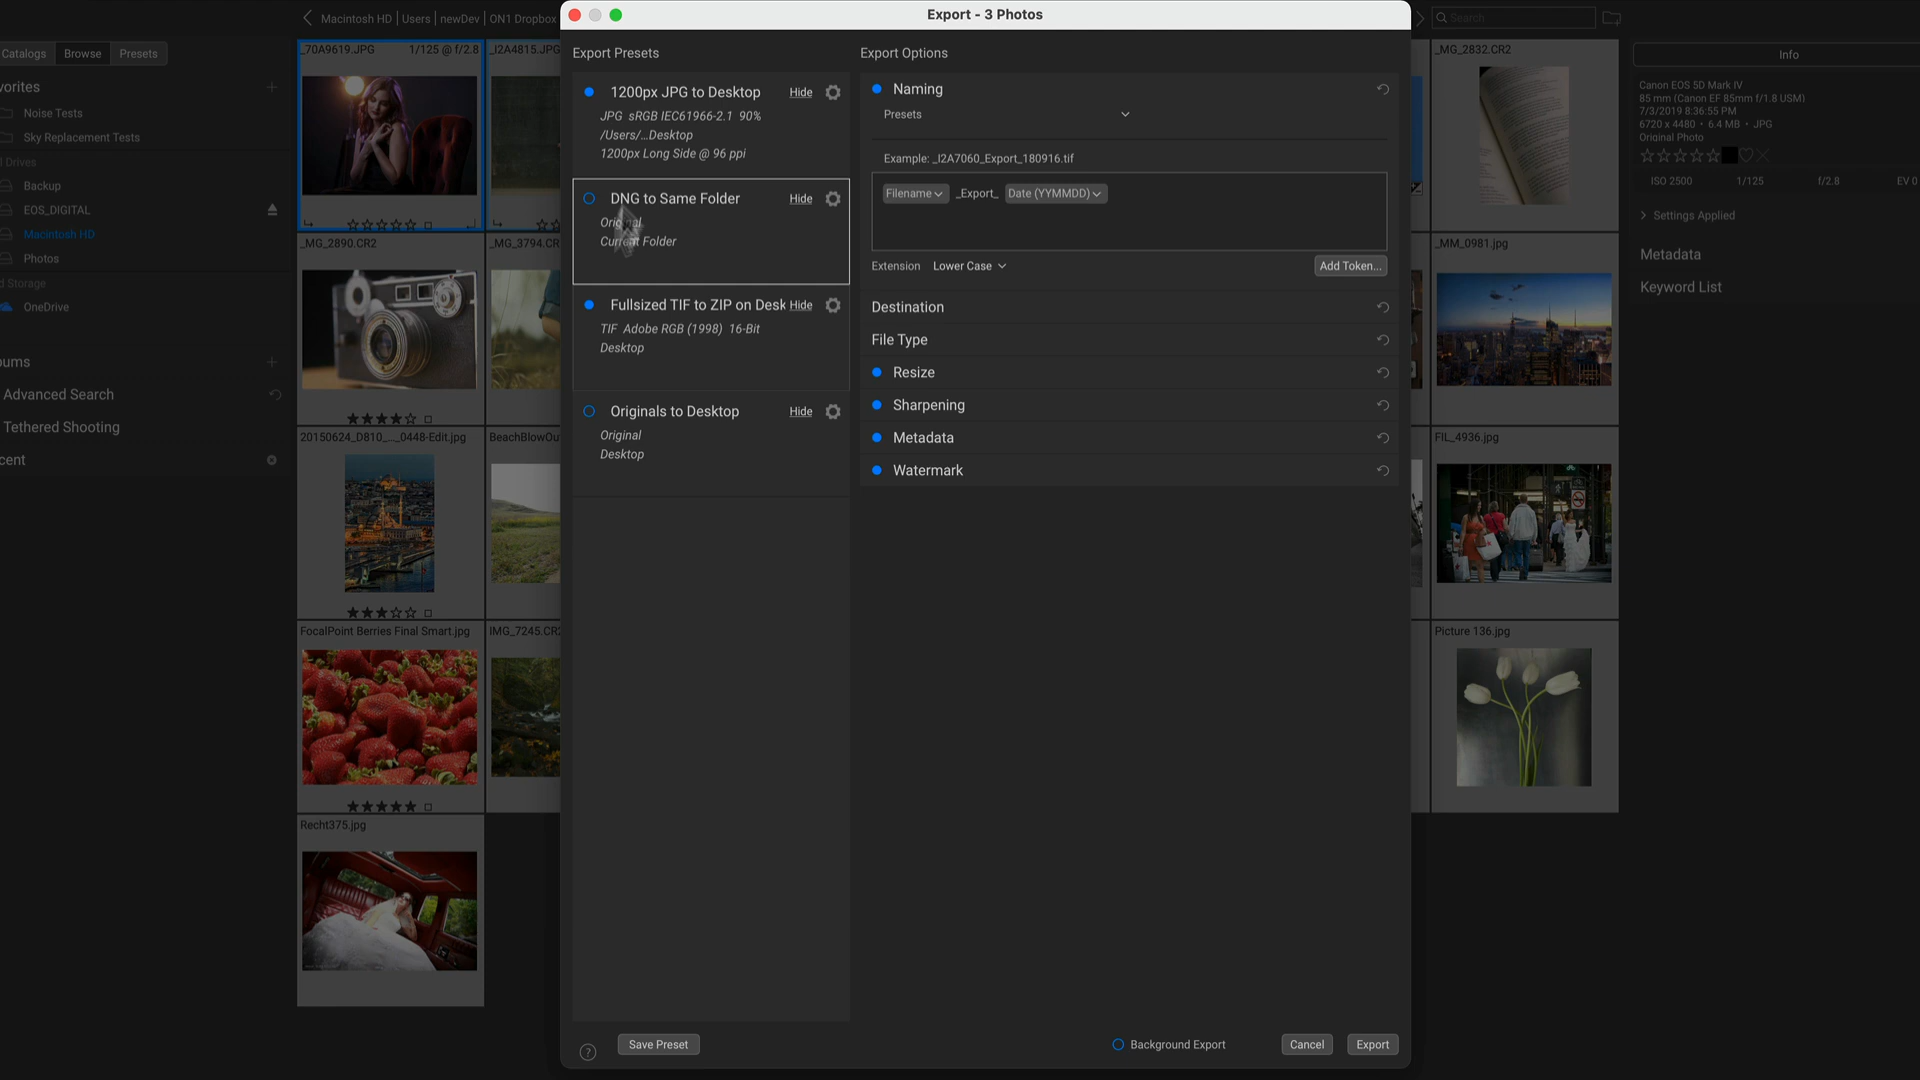 Macintosh HD | Users | newDev | ON1 Dropbox
Export - 3 Photos
Search
Catalogs
Browse
Presets
vorites
Noise Tests
Sky Replacement Tests
l Drives
Backup
EOS_DIGITAL
Macintosh HD
Photos
d Storage
OneDrive
bums
Advanced Search
Tethered Shooting
cent
_70A9619.JPG
1/125 @ f/2.8
_I2A4815.JPG
_MG_2890.CR2
_MG_3794.CR
20150624_D810_..._0448-Edit.jpg
BeachBlowOu
FocalPoint Berries Final Smart.jpg
IMG_7245.CR2
Recht375.jpg
Export Presets
1200px JPG to Desktop
Hide
JPG sRGB IEC61966-2.1 90%
/Users/...Desktop
1200px Long Side @ 96 ppi
DNG to Same Folder
Hide
Original
Current Folder
Fullsized TIF to ZIP on Desk
Hide
TIF Adobe RGB (1998) 16-Bit
Desktop
Originals to Desktop
Hide
Original
Desktop
Export Options
Naming
Presets
Example: _I2A7060_Export_180916.tif
Filename
_Export_
Date (YYMMDD)
Extension
Lower Case
Add Token...
Destination
File Type
Resize
Sharpening
Metadata
Watermark
?
Save Preset
Background Export
Cancel
Export
_MG_2832.CR2
_MM_0981.jpg
FIL_4936.jpg
Picture 136.jpg
Info
Canon EOS 5D Mark IV
85 mm (Canon EF 85mm f/1.8 USM)
7/3/2019 8:36:55 PM
6720 x 4480 • 6.4 MB • JPG
Original Photo
ISO 2500
1/125
f/2.8
EV 0
Settings Applied
Metadata
Keyword List